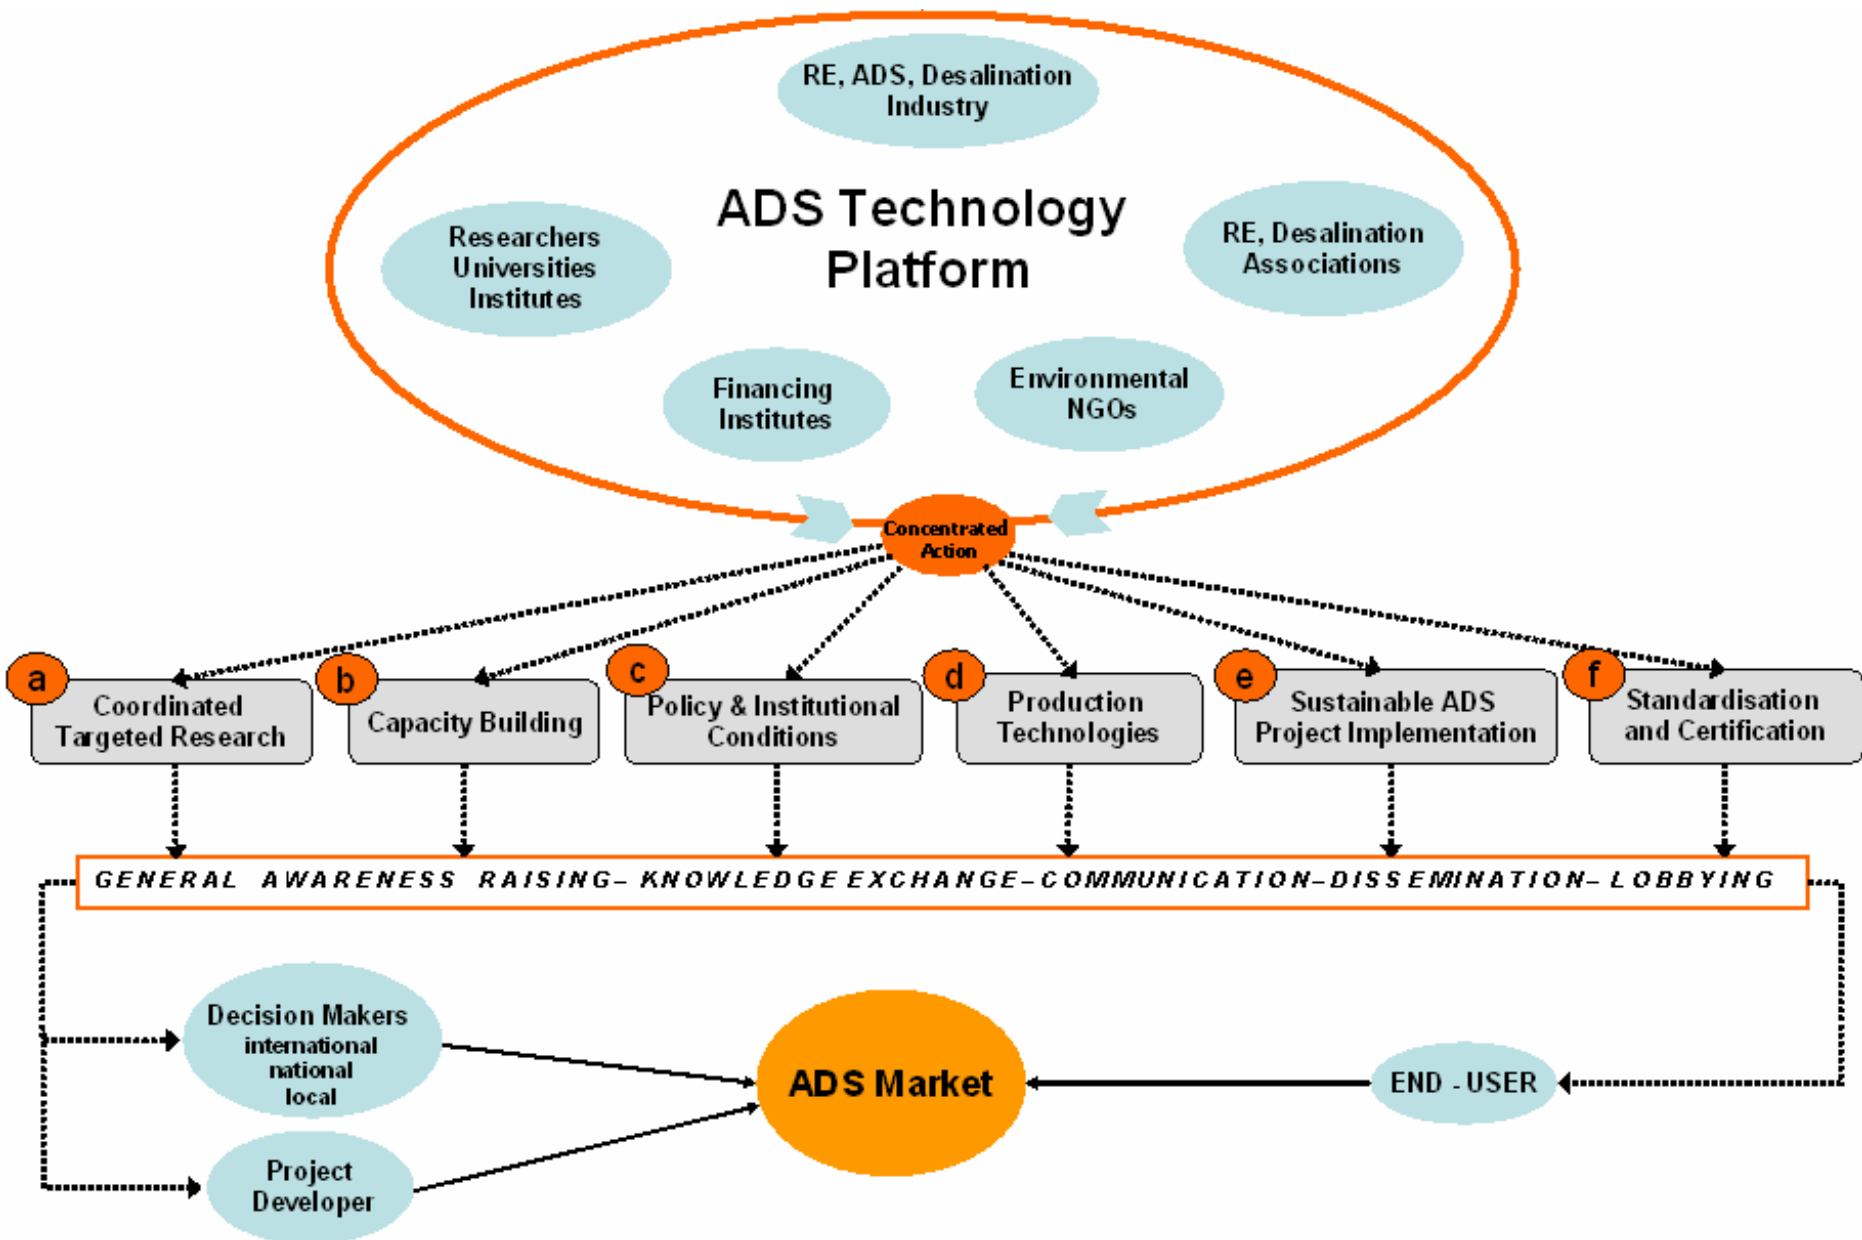 RE, ADS, Desalination
Industry
ADS Technology
Platform
Researchers
Universities
Institutes
RE, Desalination
Associations
Financing
Institutes
Environmental
NGOs
Concentrated
Action
a
Coordinated
Targeted Research
b
Capacity Building
c
Policy & Institutional
Conditions
d
Production
Technologies
e
Sustainable ADS
Project Implementation
f
Standardisation
and Certification
GENERAL AWARENESS RAISING– KNOWLEDGE EXCHANGE–COMMUNICATION–DISSEMINATION– LOBBYING
Decision Makers
international
national
local
ADS Market
END - USER
Project
Developer